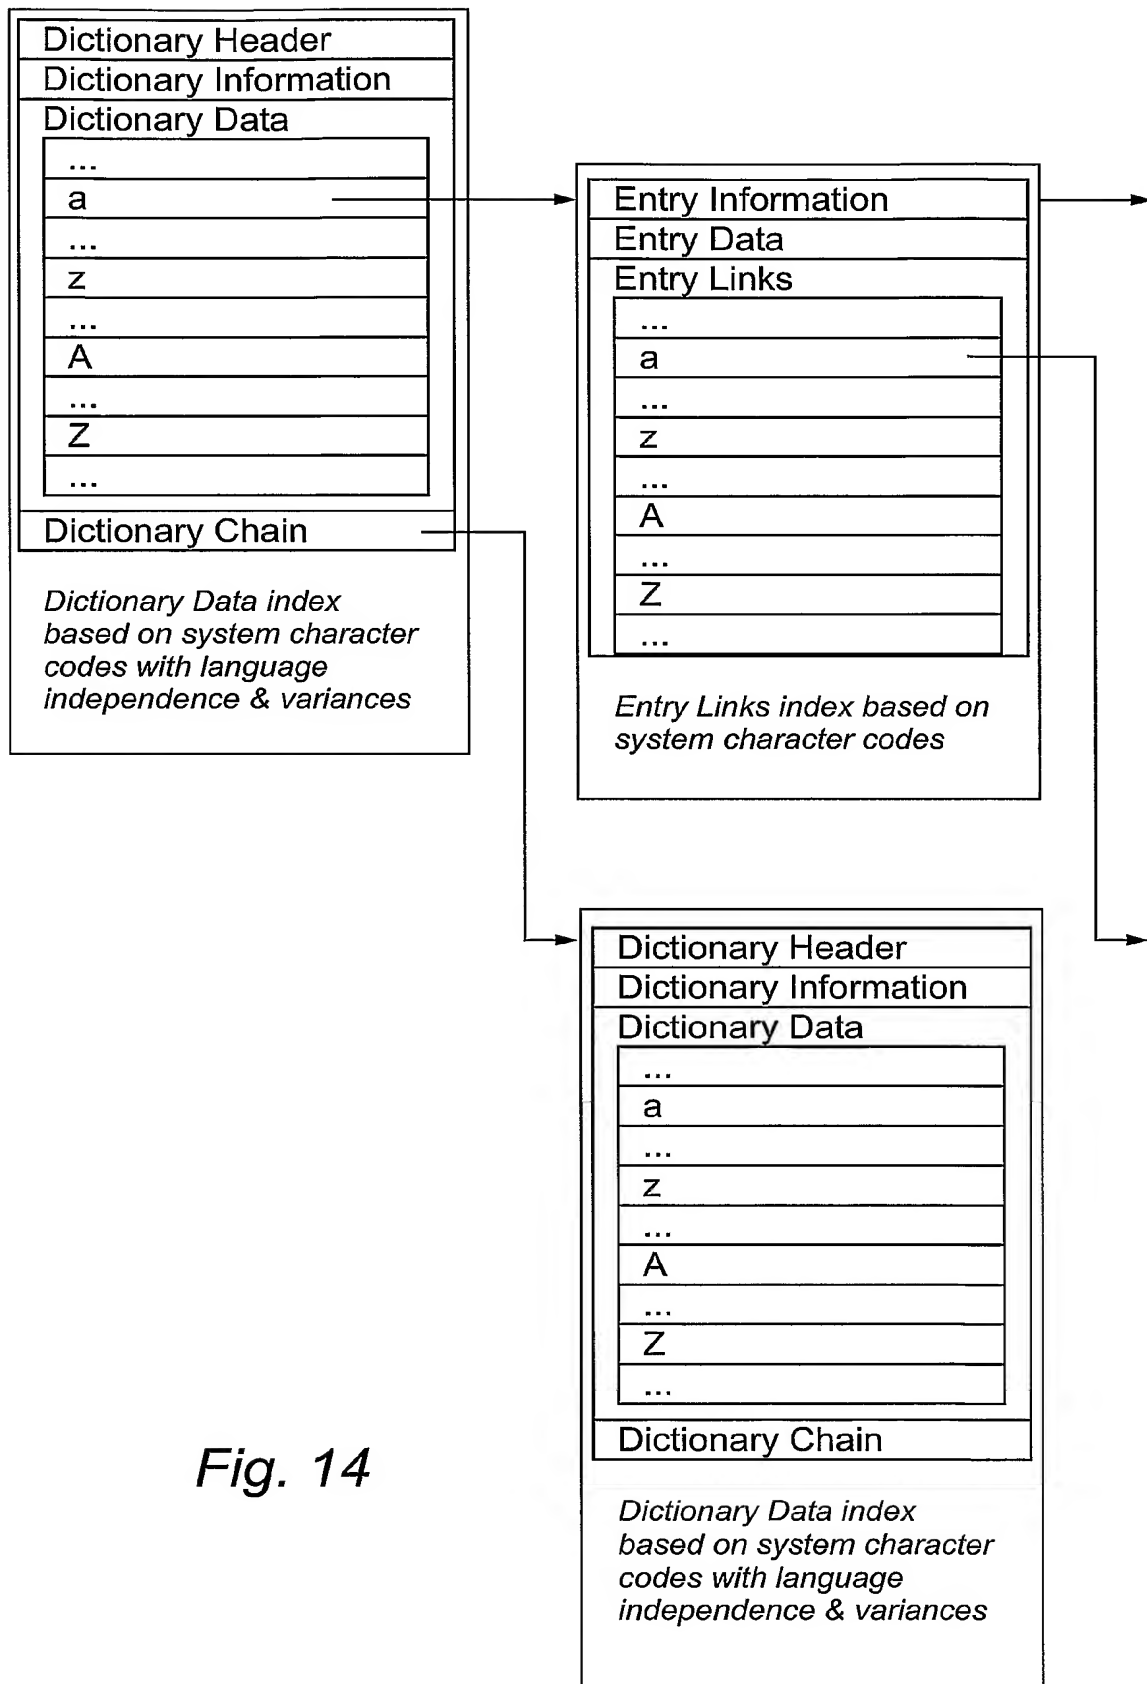 Dictionary Header
Dictionary Information
Dictionary Data
...
a
...
z
...
A
...
Z
...
Dictionary Chain
Dictionary Data index
based on system character
codes with language
independence & variances
Entry Information
Entry Data
Entry Links
...
a
...
z
...
A
...
Z
...
Entry Links index based on
system character codes
Dictionary Header
Dictionary Information
Dictionary Data
...
a
...
z
...
A
...
Z
...
Dictionary Chain
Dictionary Data index
based on system character
codes with language
independence & variances
Fig. 14